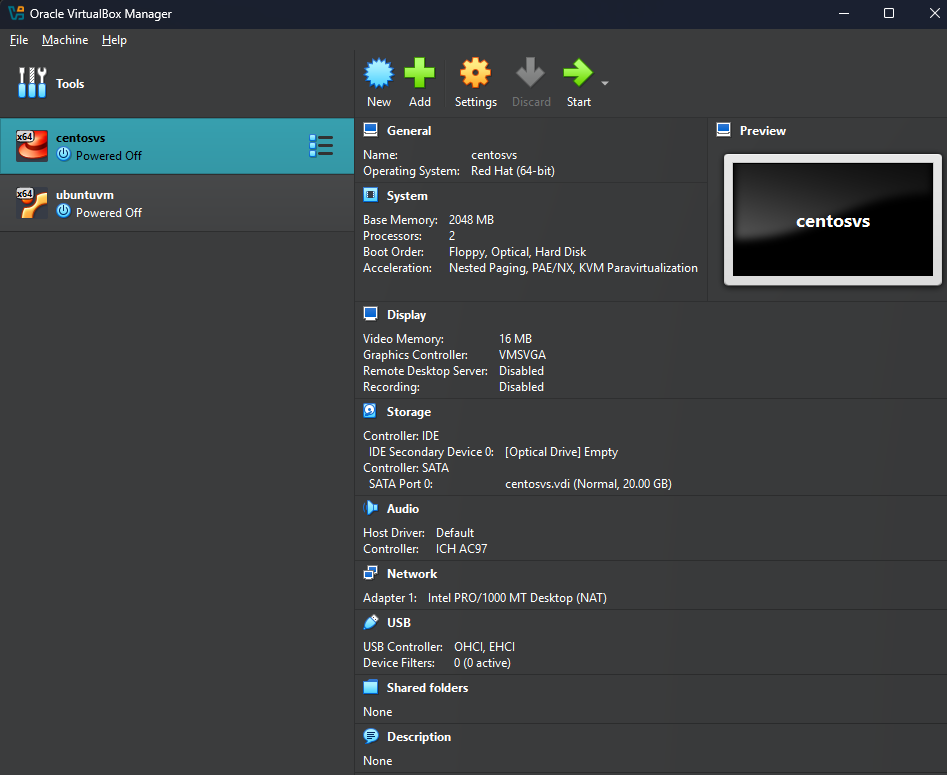 Oracle VirtualBox Manager
File Machine Help
Tools
New Add Settings Discard Start
x64
centosvs
Powered Off
x64
ubuntuvm
Powered Off
General
Name: centosvs
Operating System: Red Hat (64-bit)
System
Base Memory: 2048 MB
Processors: 2
Boot Order: Floppy, Optical, Hard Disk
Acceleration: Nested Paging, PAE/NX, KVM Paravirtualization
Preview
centosvs
Display
Video Memory: 16 MB
Graphics Controller: VMSVGA
Remote Desktop Server: Disabled
Recording: Disabled
Storage
Controller: IDE
IDE Secondary Device 0: [Optical Drive] Empty
Controller: SATA
SATA Port 0: centosvs.vdi (Normal, 20.00 GB)
Audio
Host Driver: Default
Controller: ICH AC97
Network
Adapter 1: Intel PRO/1000 MT Desktop (NAT)
USB
USB Controller: OHCI, EHCI
Device Filters: 0 (0 active)
Shared folders
None
Description
None